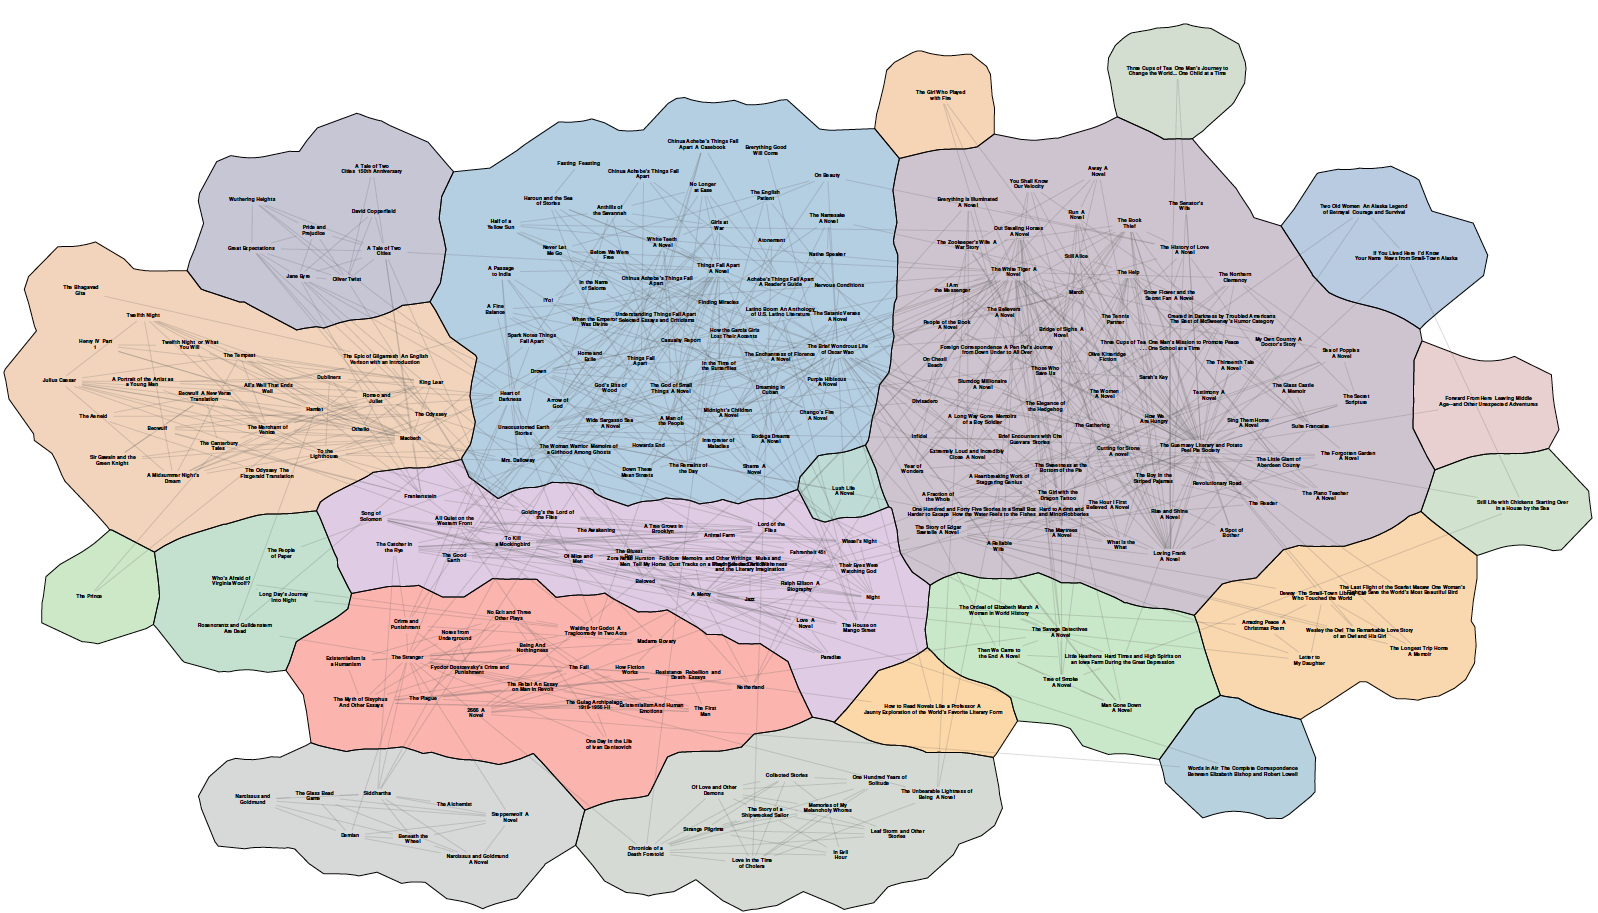 Three Cups of Tea One Man's Journey to
Change the World... One Child at a Time
The Girl Who Played
with Fire
A Tale of Two
Cities 150th Anniversary
Wuthering Heights
David Copperfield
Pride and
Prejudice
Great Expectations
A Tale of Two
Cities
Jane Eyre
Oliver Twist
Chinua Achebe's Things Fall
Apart A Casebook
Everything Good
Will Come
Fasting Feasting
Chinua Achebe's Things Fall
Apart
On Beauty
No Longer
at Ease
The English
Patient
Haroun and the Sea
of Stories
Anthills of
the Savannah
Half of a
Yellow Sun
Girls at
War
The Namesake
A Novel
White Teeth
A Novel
Atonement
Never Let
Me Go
Before We Were
Free
Native Speaker
A Passage
to India
Things Fall Apart
A Novel
Chinua Achebe's Things Fall
Apart
Achebe's Things Fall Apart
A Reader's Guide
In the Name
of Salome
Nervous Conditions
¡Yo!
Finding Miracles
A Fine
Balance
Latino Boom An Anthology
of U.S. Latino Literature
The Satanic Verses
A Novel
When the Emperor
Was Divine
Understanding Things Fall Apart
Selected Essays and Criticisms
Spark Notes Things
Fall Apart
How the Garcia Girls
Lost Their Accents
Casualty Report
Home and
Exile
Things Fall
Apart
The Enchantress of Florence
A Novel
The Brief Wondrous Life
of Oscar Wao
In the Time of
the Butterflies
Drown
Purple Hibiscus
A Novel
God's Bits of
Wood
The God of Small
Things A Novel
Dreaming in
Cuban
Heart of
Darkness
Arrow of
God
Midnight's Children
A Novel
Chango's Fire
A Novel
Wide Sargasso Sea
A Novel
A Man of
the People
Unaccustomed Earth
Stories
Interpreter of
Maladies
Bodega Dreams
A Novel
The Woman Warrior Memoirs of
a Girlhood Among Ghosts
Howards End
Mrs. Dalloway
Down These
Mean Streets
The Remains of
the Day
Shame A
Novel
Lush Life
A Novel
You Shall Know
Our Velocity
Away A
Novel
Everything Is Illuminated
A Novel
Run A
Novel
The Senator's
Wife
The Book
Thief
Out Stealing Horses
A Novel
The Zookeeper's Wife A
War Story
Still Alice
The History of Love
A Novel
The White Tiger A
Novel
The Help
The Northern
Clemency
I Am
the Messenger
March
Snow Flower and the
Secret Fan A Novel
The Believers
A Novel
People of the Book
A Novel
The Tennis
Partner
Created in Darkness by Troubled Americans
The Best of McSweeney's Humor Category
Bridge of Sighs A
Novel
Foreign Correspondence A Pen Pal's Journey
from Down Under to All Over
Three Cups of Tea One Man's Mission to Promote Peace
... One School at a Time
My Own Country A
Doctor's Story
Sea of Poppies
A Novel
On Chesil
Beach
Olive Kitteridge
Fiction
The Thirteenth Tale
A Novel
Those Who
Save Us
Sarah's Key
Slumdog Millionaire
A Novel
The Women
A Novel
Testimony A
Novel
The Glass Castle
A Memoir
The Secret
Scripture
Divisadero
The Elegance of
the Hedgehog
A Long Way Gone Memoirs
of a Boy Soldier
The Gathering
How We
Are Hungry
Sing Them Home
A Novel
Suite Francaise
Infidel
Brief Encounters with Che
Guevara Stories
Extremely Loud and Incredibly
Close A Novel
Cutting for Stone
A novel
The Guernsey Literary and Potato
Peel Pie Society
The Forgotten Garden
A Novel
Year of
Wonders
The Sweetness at the
Bottom of the Pie
The Little Giant of
Aberdeen County
A Heartbreaking Work of
Staggering Genius
The Boy in the
Striped Pajamas
Revolutionary Road
A Fraction of
the Whole
The Girl with the
Dragon Tattoo
The Piano Teacher
A Novel
The Hour I First
Believed A Novel
The Reader
One Hundred and Forty Five Stories in a Small Box Hard to Admit and
Harder to Escape How the Water Feels to the Fishes and Minor Robberies
Rise and Shine
A Novel
The Story of Edgar
Sawtelle A Novel
The Maytrees
A Novel
A Spot of
Bother
A Reliable
Wife
What Is the
What
Loving Frank
A Novel
Two Old Women An Alaska Legend
of Betrayal Courage and Survival
If You Lived Here I'd Know
Your Name News from Small-Town Alaska
Forward From Here Leaving Middle
Age--and Other Unexpected Adventures
Still Life with Chickens Starting Over
in a House by the Sea
The Bhagavad
Gita
Twelfth Night
Henry IV Part
1
Twelfth Night or What
You Will
The Tempest
The Epic of Gilgamesh An English
Verison with an Introduction
Julius Caesar
A Portrait of the Artist as
a Young Man
Dubliners
King Lear
All's Well That Ends
Well
Beowulf A New Verse
Translation
Romeo and
Juliet
The Aeneid
Hamlet
The Odyssey
Beowulf
The Merchant of
Venice
Othello
Macbeth
The Canterbury
Tales
Sir Gawain and the
Green Knight
To the
Lighthouse
A Midsummer Night's
Dream
The Odyssey The
Fitzgerald Translation
The Prince
The People
of Paper
Who's Afraid of
Virginia Woolf?
Long Day's Journey
Into Night
Rosencrantz and Guildenstern
Are Dead
Frankenstein
Song of
Solomon
All Quiet on the
Western Front
Golding's the Lord of
the Flies
The Awakening
A Tree Grows in
Brooklyn
Lord of the
Flies
Animal Farm
To Kill
a Mockingbird
The Catcher in
the Rye
The Good
Earth
Of Mice and
Men
The Bluest
Fahrenheit 451
Wiesel's Night
and the Literary Imagination
Their Eyes Were
Watching God
Beloved
Ralph Ellison A
Biography
A Mercy
Jazz
Night
Love A
Novel
The House on
Mango Street
Paradise
No Exit and Three
Other Plays
Crime and
Punishment
Notes from
Underground
Waiting for Godot A
Tragicomedy in Two Acts
Being And
Nothingness
Madame Bovary
Existentialism Is
a Humanism
The Stranger
Fyodor Dostoevsky's Crime and
Punishment
The Fall
How Fiction
Works
Resistance Rebellion and
Death Essays
The Rebel An Essay
on Man in Revolt
Netherland
The Myth of Sisyphus
And Other Essays
The Plague
The Gulag Archipelago
Existentialism And Human
Emotions
2666 A
Novel
The First
Man
One Day in the Life
of Ivan Denisovich
The Ordeal of Elizabeth Marsh A
Woman in World History
The Savage Detectives
A Novel
Then We Came to
the End A Novel
Little Heathens Hard Times and High Spirits on
an Iowa Farm During the Great Depression
Tree of Smoke
A Novel
Man Gone Down
A Novel
How to Read Novels Like a Professor A
Jaunty Exploration of the World's Favorite Literary Form
The Last Flight of the Scarlet Macaw One Woman's
Fight to Save the World's Most Beautiful Bird
Who Touched the World
Amazing Peace A
Christmas Poem
Wesley the Owl The Remarkable Love Story
of an Owl and His Girl
The Longest Trip Home
A Memoir
Letter to
My Daughter
Words in Air The Complete Correspondence
Between Elizabeth Bishop and Robert Lowell
Narcissus and
Goldmund
The Glass Bead
Game
Siddhartha
The Alchemist
Steppenwolf A
Novel
Demian
Beneath the
Wheel
Narcissus and Goldmund
A Novel
Collected Stories
One Hundred Years of
Solitude
Of Love and Other
Demons
The Unbearable Lightness of
Being A Novel
The Story of a
Shipwrecked Sailor
Memories of My
Melancholy Whores
Strange Pilgrims
Leaf Storm and Other
Stories
Chronicle of a
Death Foretold
In Evil
Hour
Love in the Time
of Cholera